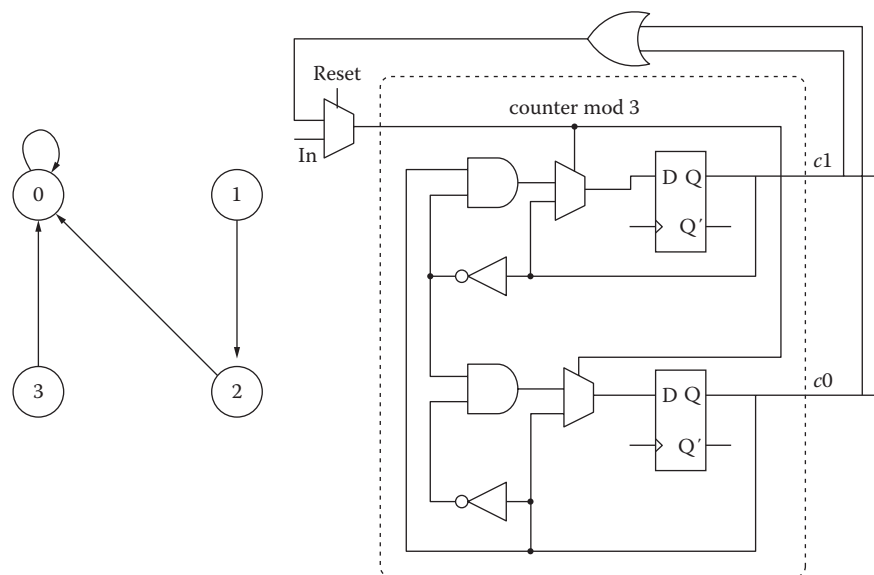 Reset
counter mod 3
In
0
1
3
2
D Q
Q′
c1
D Q
Q′
c0